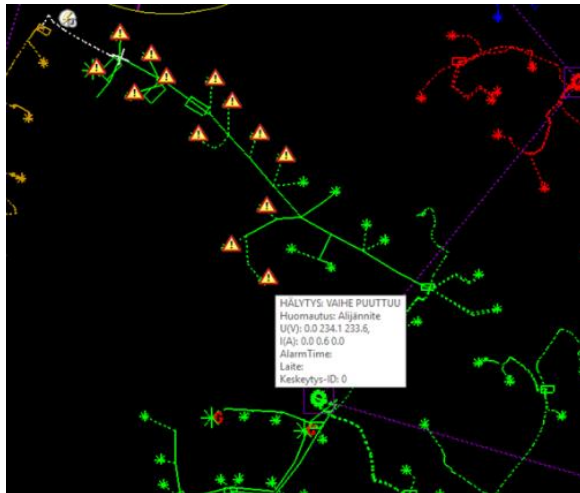 HÄLYTYS: VAIHE PUUTTUU
Huomautus: Alijännite
U(V): 0.0 234.1 233.6,
I(A): 0.0 0.6 0.0
AlarmTime:
Laite:
Keskeytys-ID: 0